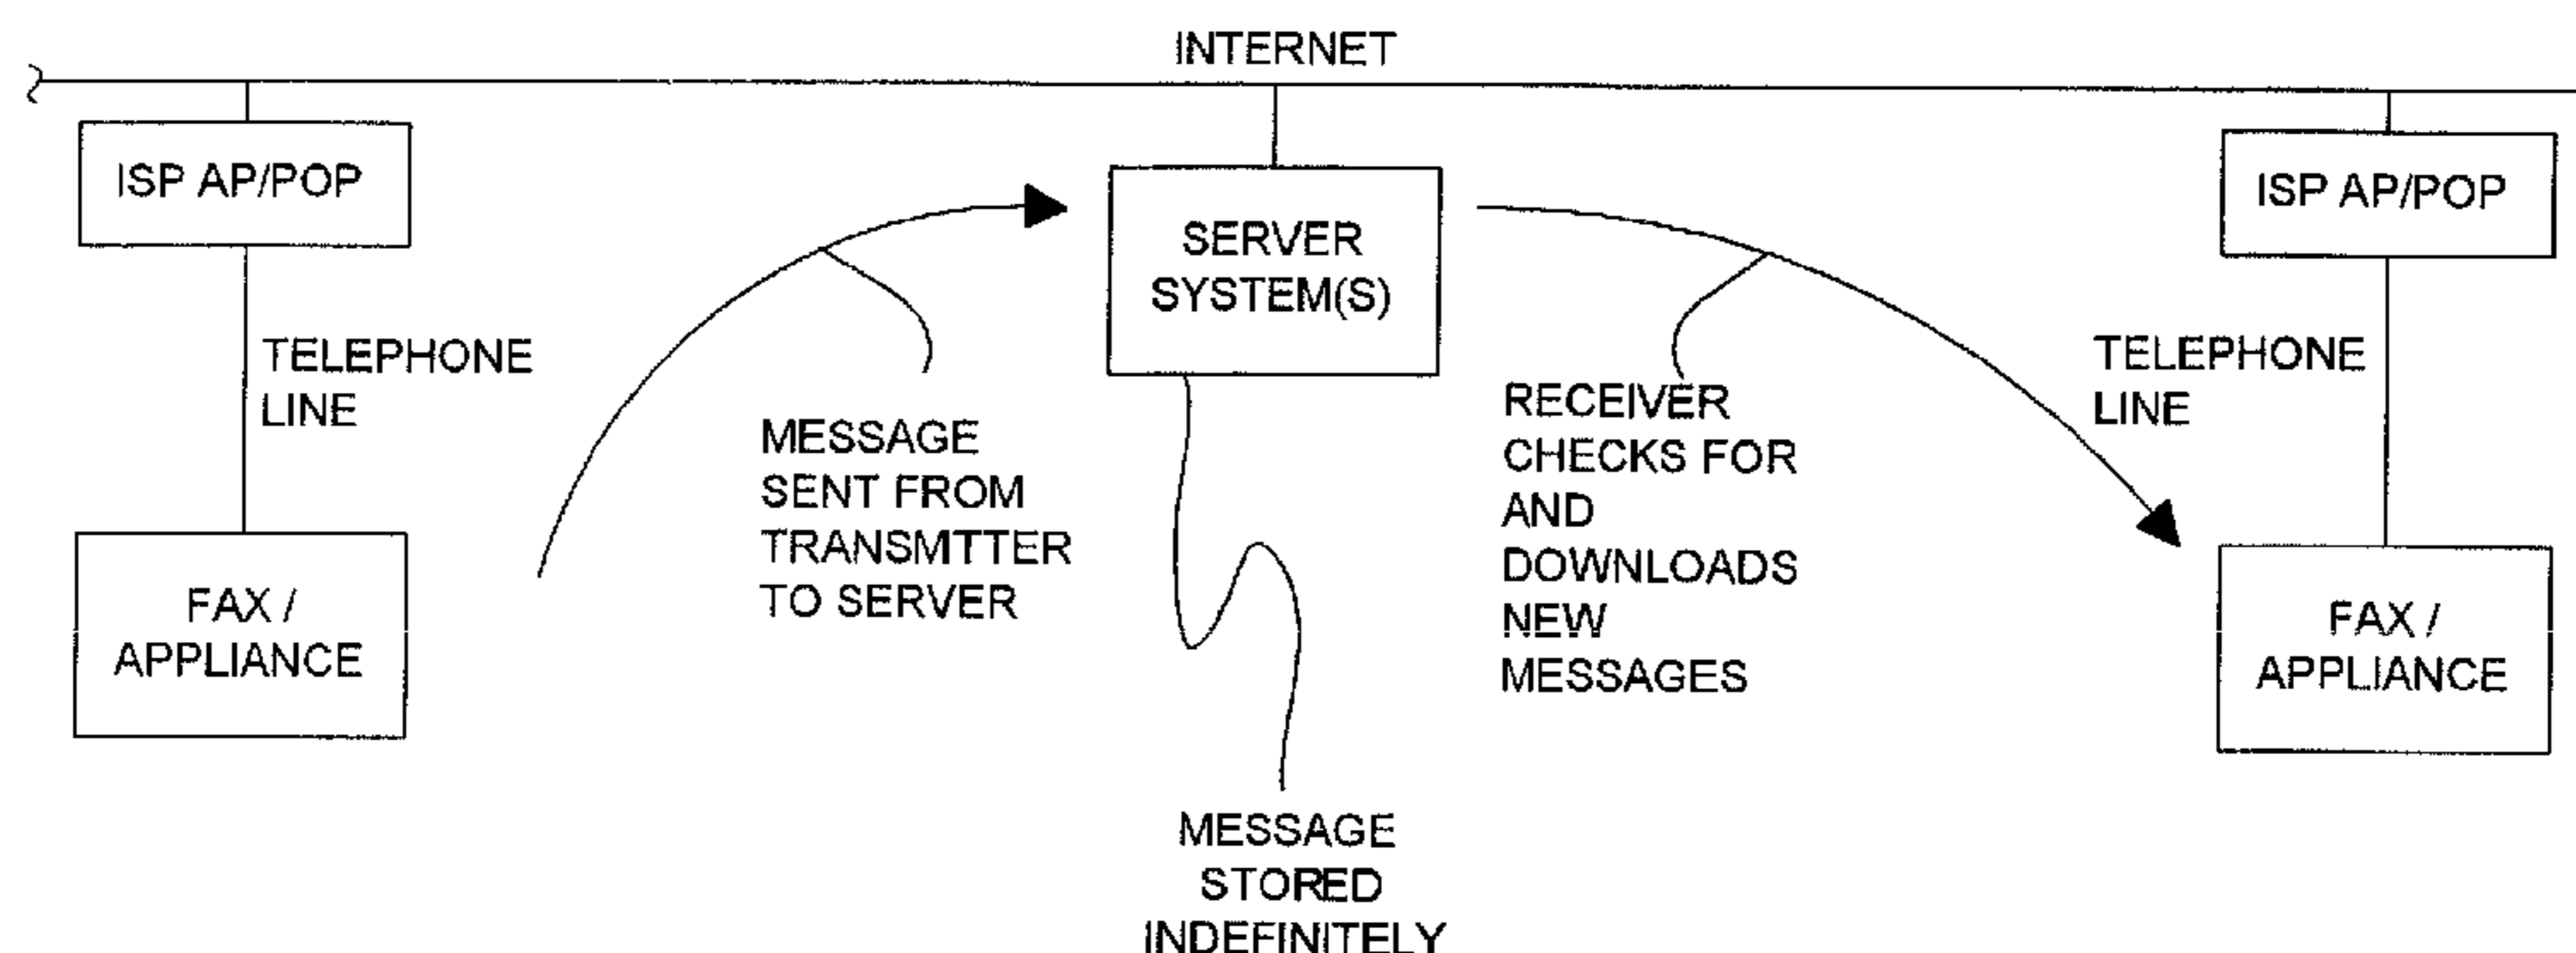 INTERNET
ISP AP/POP
SERVER
SYSTEM(S)
ISP AP/POP
TELEPHONE
LINE
MESSAGE
SENT FROM
TRANSMTTER
TO SERVER
RECEIVER
CHECKS FOR
AND
DOWNLOADS
NEW
MESSAGES
TELEPHONE
LINE
FAX /
APPLIANCE
FAX /
APPLIANCE
MESSAGE
STORED
INDEFINITELY